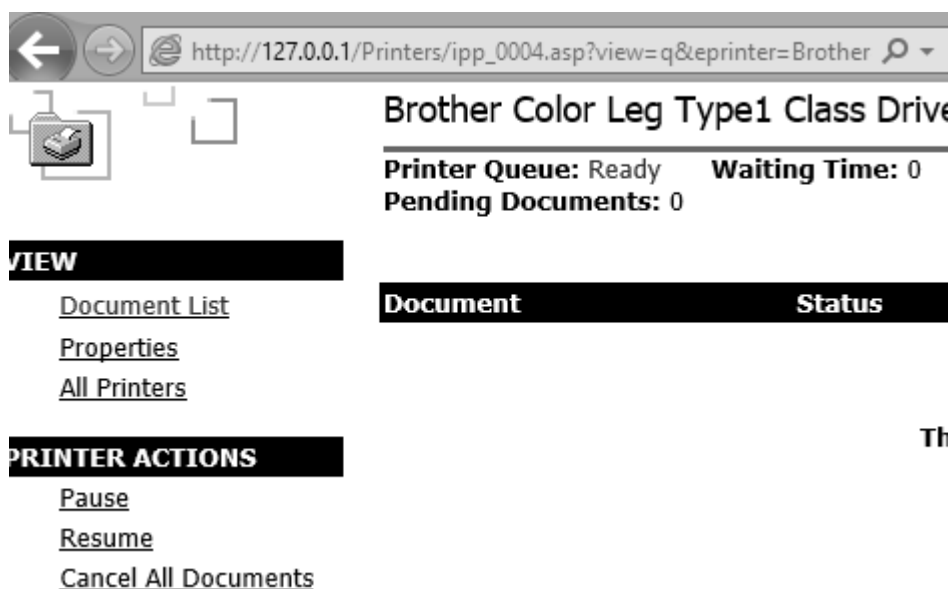 http://127.0.0.1/Printers/ipp_0004.asp?view=q&eprinter=Brother
Brother Color Leg Type1 Class Drive
Printer Queue: Ready Waiting Time: 0
Pending Documents: 0
VIEW
Document List
Properties
All Printers
Document Status
Th
PRINTER ACTIONS
Pause
Resume
Cancel All Documents